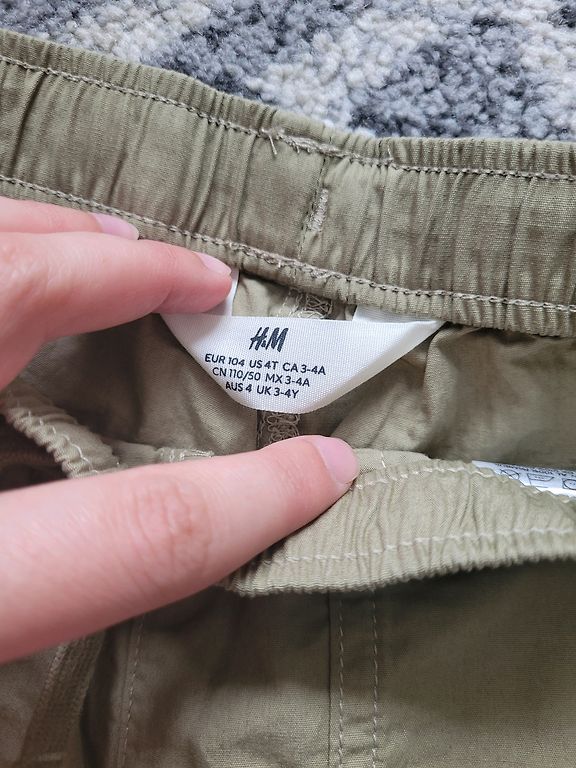 H&M
EUR 104 US 4T CA 3-4A
CN 110/50 MX 3-4A
AUS 4 UK 3-4Y